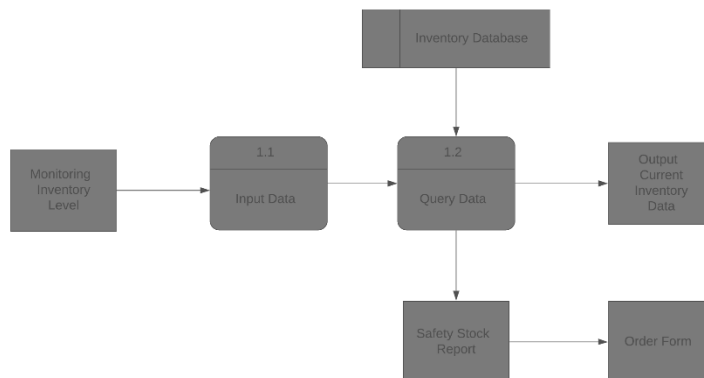 Inventory Database
1.1
1.2
Monitoring
Inventory
Level
Input Data
Query Data
Output
Current
Inventory
Data
Safety Stock
Report
Order Form